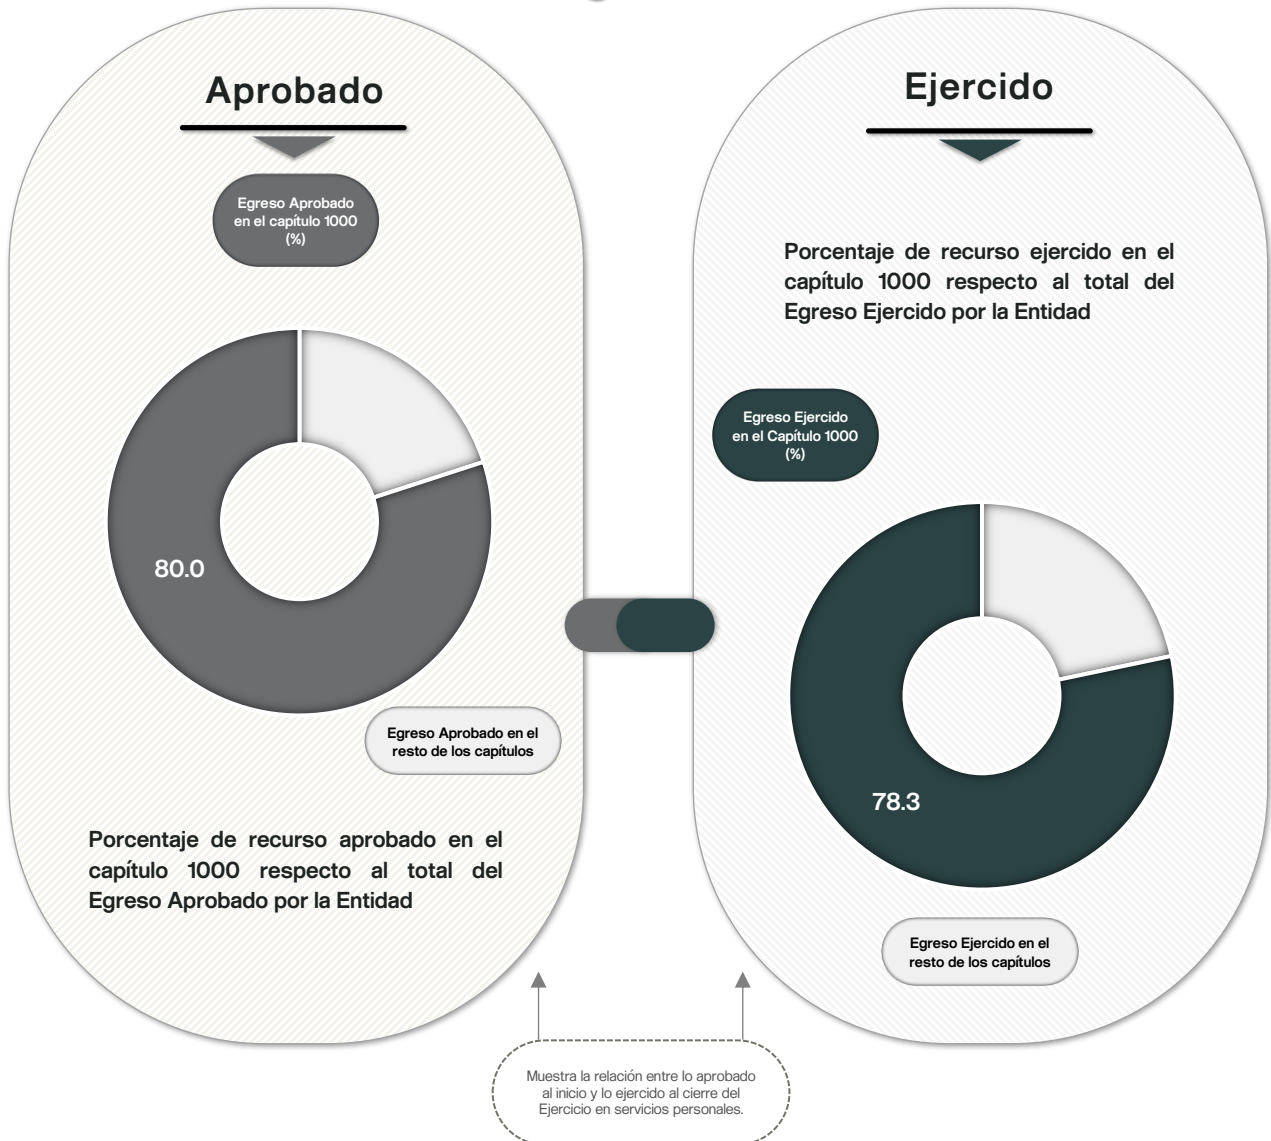 Aprobado
Egreso Aprobado
en el capítulo 1000
(%)
80.0
Egreso Aprobado en el
resto de los capítulos
Porcentaje de recurso aprobado en el
capítulo 1000 respecto al total del
Egreso Aprobado por la Entidad
Ejercido
Porcentaje de recurso ejercido en el
capítulo 1000 respecto al total del
Egreso Ejercido por la Entidad
Egreso Ejercido
en el Capítulo 1000
(%)
78.3
Egreso Ejercido en el
resto de los capítulos
Muestra la relación entre lo aprobado
al inicio y lo ejercido al cierre del
Ejercicio en servicios personales.